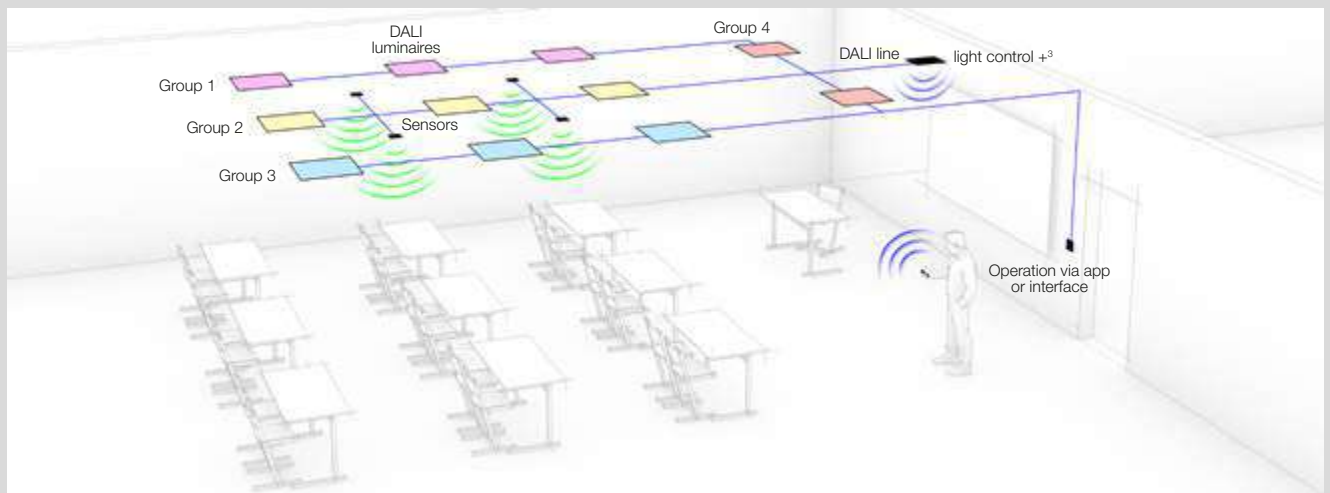 Group 4
DALI
luminaires
DALI line
light control +³
Group 1
Group 2
Sensors
Group 3
Operation via app
or interface